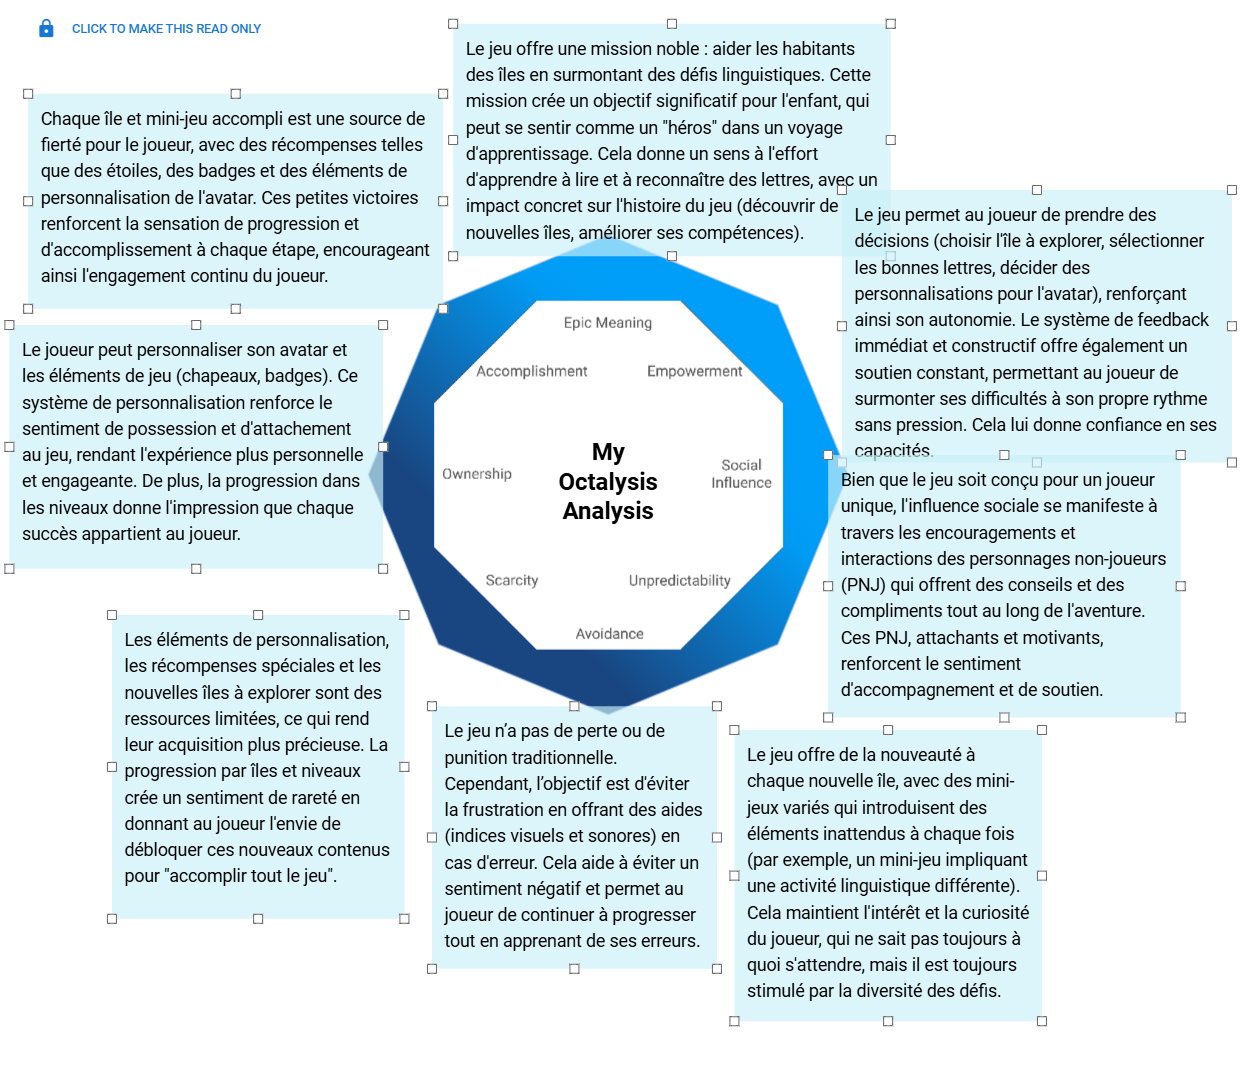 CLICK TO MAKE THIS READ ONLY
Le jeu offre une mission noble : aider les habitants
des îles en surmontant des défis linguistiques. Cette
mission crée un objectif significatif pour l'enfant, qui
peut se sentir comme un "héros" dans un voyage
d'apprentissage. Cela donne un sens à l'effort
d'apprendre à lire et à reconnaître des lettres, avec un
impact concret sur l'histoire du jeu (découvrir de
nouvelles îles, améliorer ses compétences).
Chaque île et mini-jeu accompli est une source de
fierté pour le joueur, avec des récompenses telles
que des étoiles, des badges et des éléments de
personnalisation de l'avatar. Ces petites victoires
renforcent la sensation de progression et
d'accomplissement à chaque étape, encourageant
ainsi l'engagement continu du joueur.
Le jeu permet au joueur de prendre des
décisions (choisir l'île à explorer, sélectionner
les bonnes lettres, décider des
personnalisations pour l'avatar), renforçant
ainsi son autonomie. Le système de feedback
immédiat et constructif offre également un
soutien constant, permettant au joueur de
surmonter ses difficultés à son propre rythme
sans pression. Cela lui donne confiance en ses
capacités.
Le joueur peut personnaliser son avatar et
les éléments de jeu (chapeaux, badges). Ce
système de personnalisation renforce le
sentiment de possession et d'attachement
au jeu, rendant l'expérience plus personnelle
et engageante. De plus, la progression dans
les niveaux donne l'impression que chaque
succès appartient au joueur.
Epic Meaning
Accomplishment
Empowerment
My
Octalysis
Analysis
Ownership
Social
Influence
Scarcity
Unpredictability
Avoidance
Bien que le jeu soit conçu pour un joueur
unique, l'influence sociale se manifeste à
travers les encouragements et
interactions des personnages non-joueurs
(PNJ) qui offrent des conseils et des
compliments tout au long de l'aventure.
Ces PNJ, attachants et motivants,
renforcent le sentiment
d'accompagnement et de soutien.
Les éléments de personnalisation,
les récompenses spéciales et les
nouvelles îles à explorer sont des
ressources limitées, ce qui rend
leur acquisition plus précieuse. La
progression par îles et niveaux
crée un sentiment de rareté en
donnant au joueur l'envie de
débloquer ces nouveaux contenus
pour "accomplir tout le jeu".
Le jeu n’a pas de perte ou de
punition traditionnelle.
Cependant, l’objectif est d'éviter
la frustration en offrant des aides
(indices visuels et sonores) en
cas d'erreur. Cela aide à éviter un
sentiment négatif et permet au
joueur de continuer à progresser
tout en apprenant de ses erreurs.
Le jeu offre de la nouveauté à
chaque nouvelle île, avec des mini-
jeux variés qui introduisent des
éléments inattendus à chaque fois
(par exemple, un mini-jeu impliquant
une activité linguistique différente).
Cela maintient l'intérêt et la curiosité
du joueur, qui ne sait pas toujours à
quoi s'attendre, mais il est toujours
stimulé par la diversité des défis.